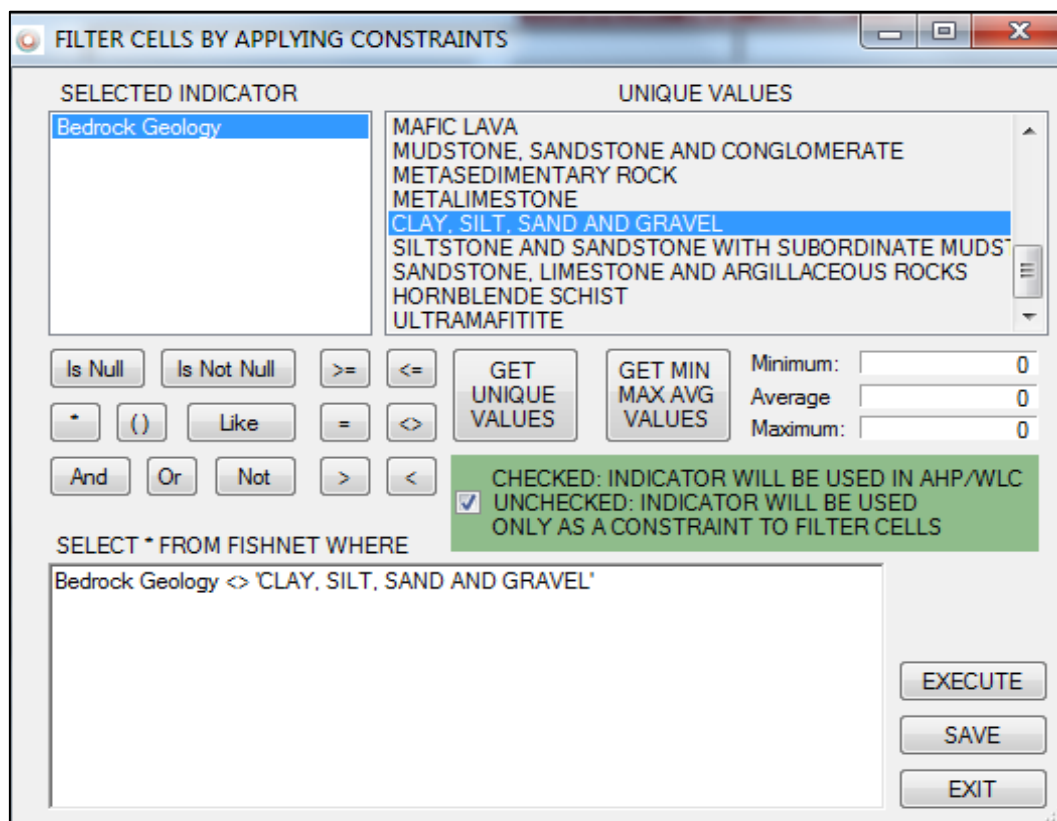 FILTER CELLS BY APPLYING CONSTRAINTS
SELECTED INDICATOR
Bedrock Geology
UNIQUE VALUES
MAFIC LAVA
MUDSTONE, SANDSTONE AND CONGLOMERATE
METASEDIMENTARY ROCK
METALIMESTONE
CLAY, SILT, SAND AND GRAVEL
SILTSTONE AND SANDSTONE WITH SUBORDINATE MUDST
SANDSTONE, LIMESTONE AND ARGILLACEOUS ROCKS
HORNBLENDE SCHIST
ULTRAMAFITITE
Is Null Is Not Null >= <=
* () Like = <>
And Or Not > <
GET
UNIQUE
VALUES
GET MIN
MAX AVG
VALUES
Minimum: 0
Average 0
Maximum: 0
CHECKED: INDICATOR WILL BE USED IN AHP/WLC
UNCHECKED: INDICATOR WILL BE USED
ONLY AS A CONSTRAINT TO FILTER CELLS
SELECT * FROM FISHNET WHERE
Bedrock Geology <> 'CLAY, SILT, SAND AND GRAVEL'
EXECUTE
SAVE
EXIT